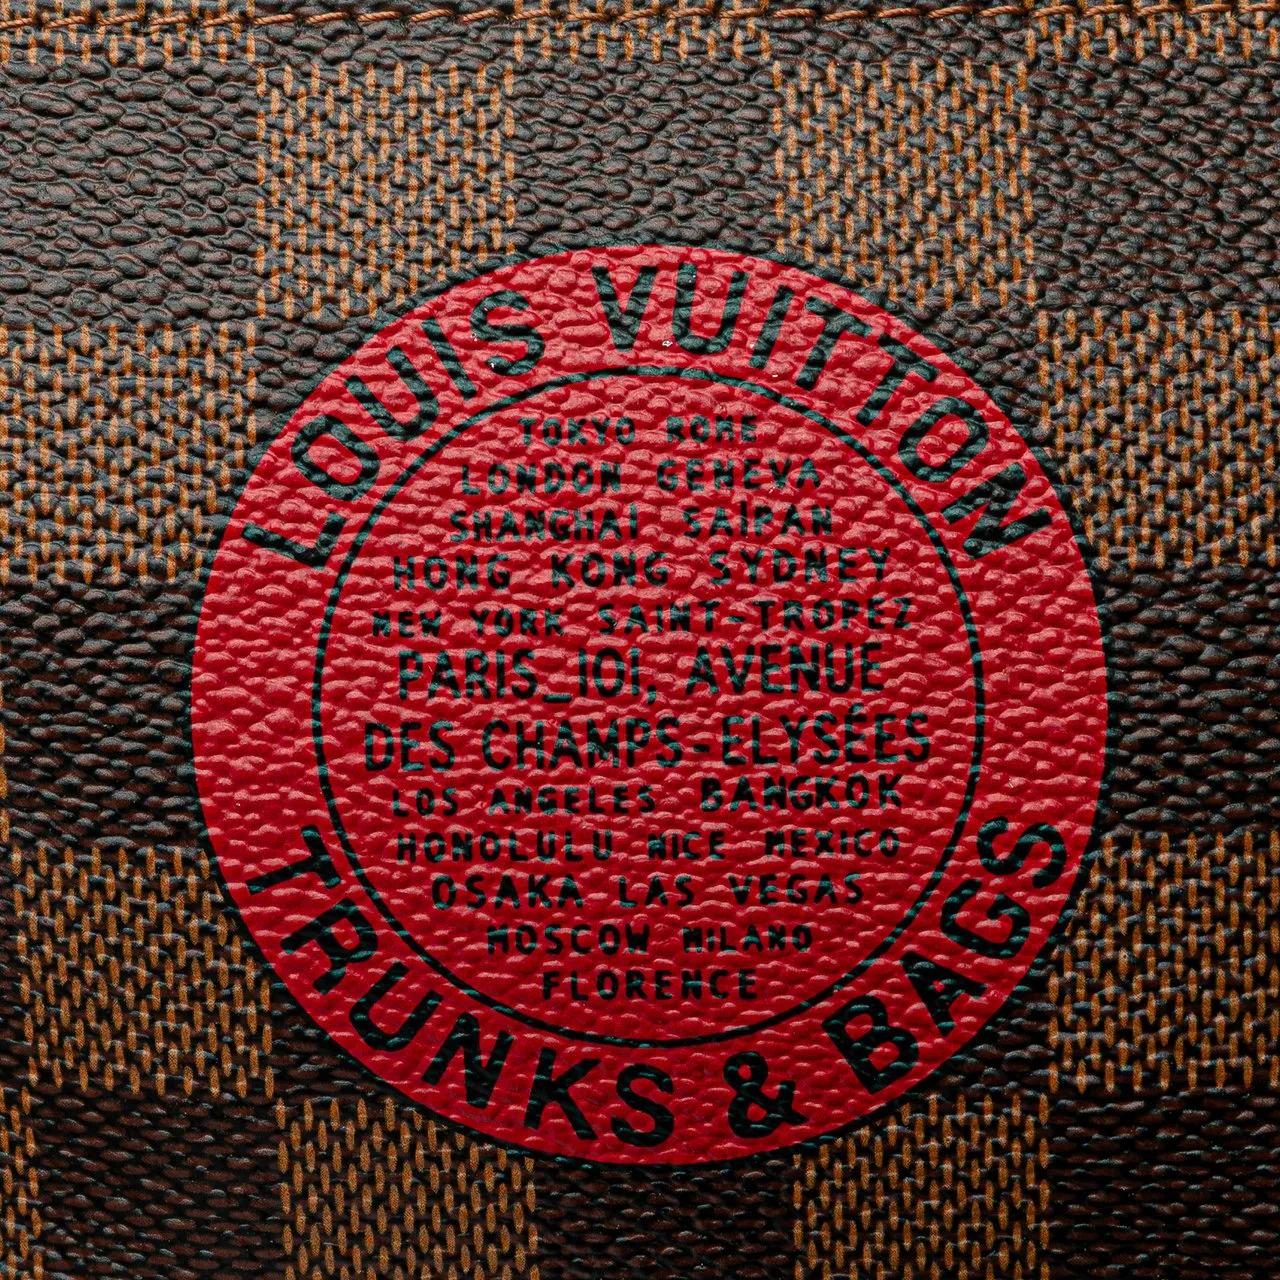 LOUIS VUITTON
TOKYO ROME
LONDON GENEVA
SHANGHAI SAIPAN
HONG KONG SYDNEY
NEW YORK SAINT-TROPEZ
PARIS_101, AVENUE
DES CHAMPS-ELYSÉES
LOS ANGELES BANGKOK
HONOLULU NICE MEXICO
OSAKA LAS VEGAS
MOSCOW MILANO
FLORENCE
TRUNKS & BAGS